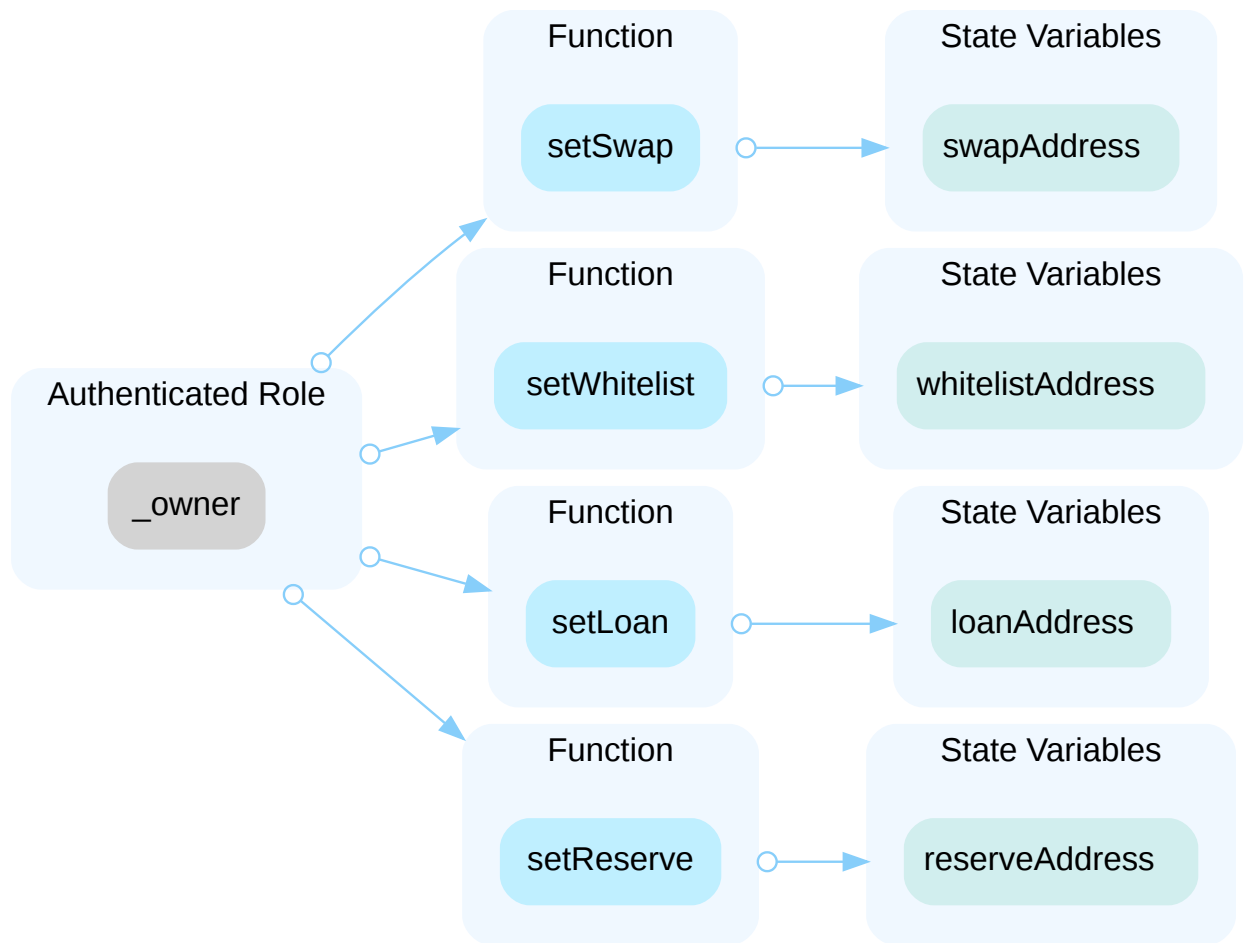 Function
setSwap
State Variables
swapAddress
Function
setWhitelist
State Variables
whitelistAddress
Authenticated Role
_owner
Function
setLoan
State Variables
loanAddress
Function
setReserve
State Variables
reserveAddress